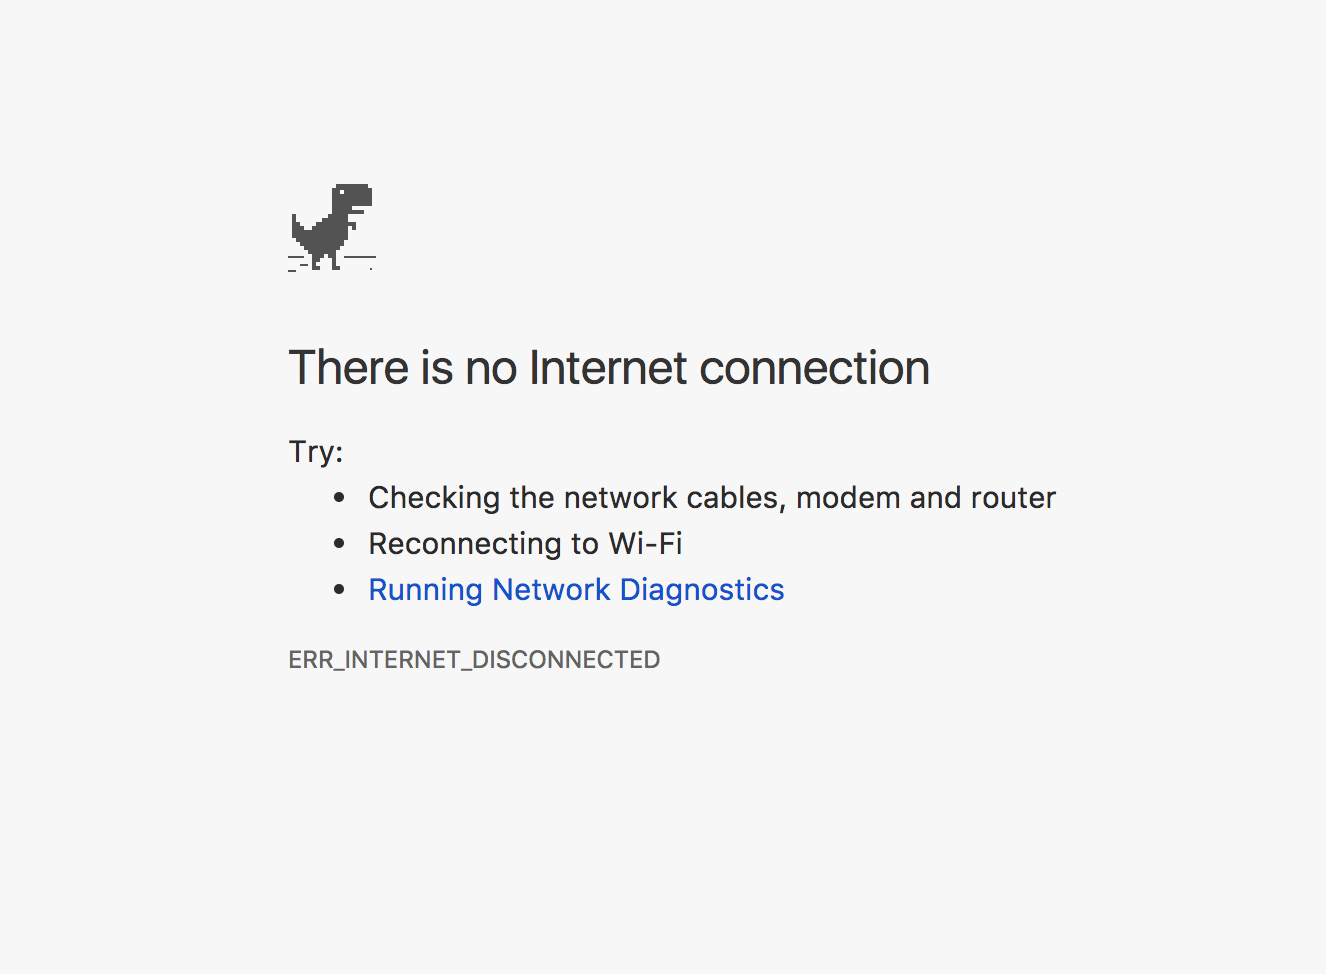 There is no Internet connection
Try:
Checking the network cables, modem and router
Reconnecting to Wi-Fi
Running Network Diagnostics
ERR_INTERNET_DISCONNECTED